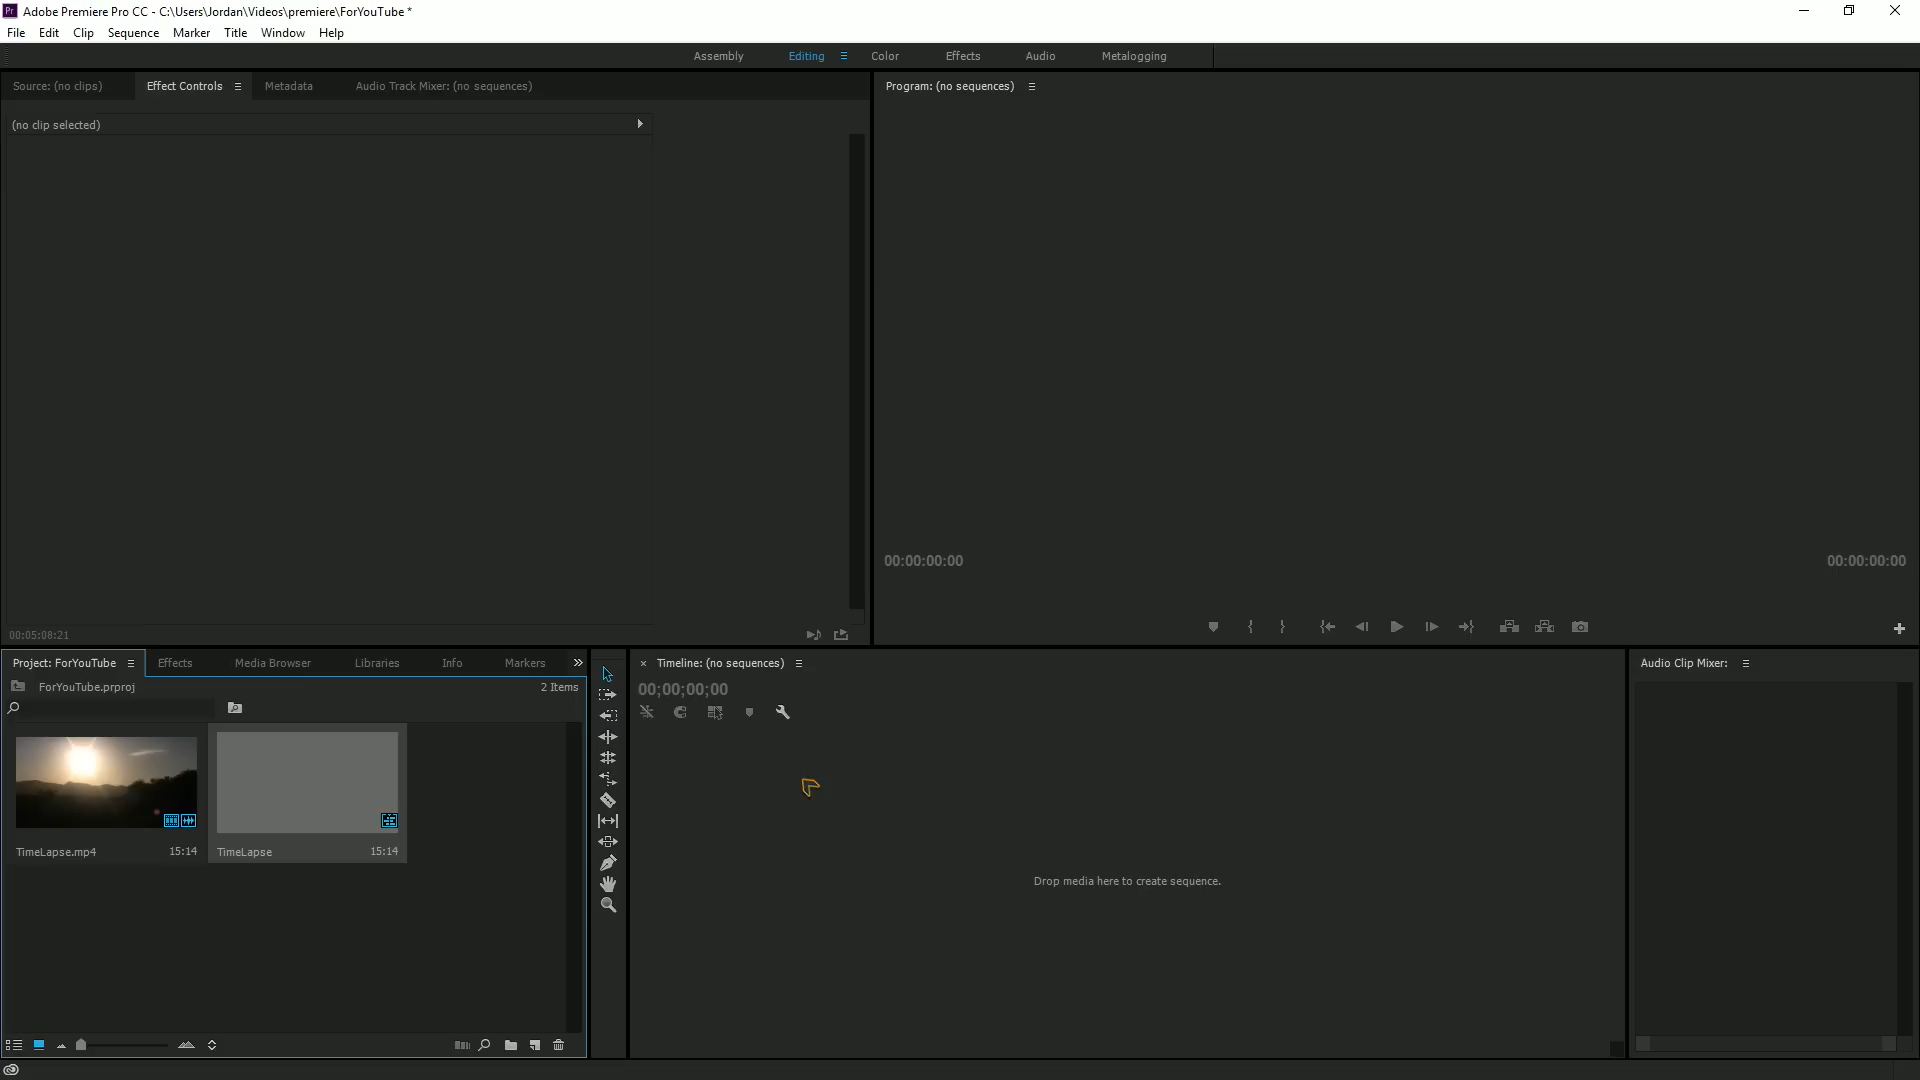 Adobe Premiere Pro CC - C:\Users\Jordan\Videos\premiere\ForYouTube *
File Edit Clip Sequence Marker Title Window Help
Assembly Editing Color Effects Audio Metalogging
Source: (no clips) Effect Controls Metadata Audio Track Mixer: (no sequences)
Program: (no sequences)
(no clip selected)
00:00:00:00 00:00:00:00
00:05:08:21
Project: ForYouTube Effects Media Browser Libraries Info Markers
ForYouTube.prproj 2 Items
TimeLapse.mp4 15:14
TimeLapse 15:14
× Timeline: (no sequences)
00;00;00;00
Drop media here to create sequence.
Audio Clip Mixer: